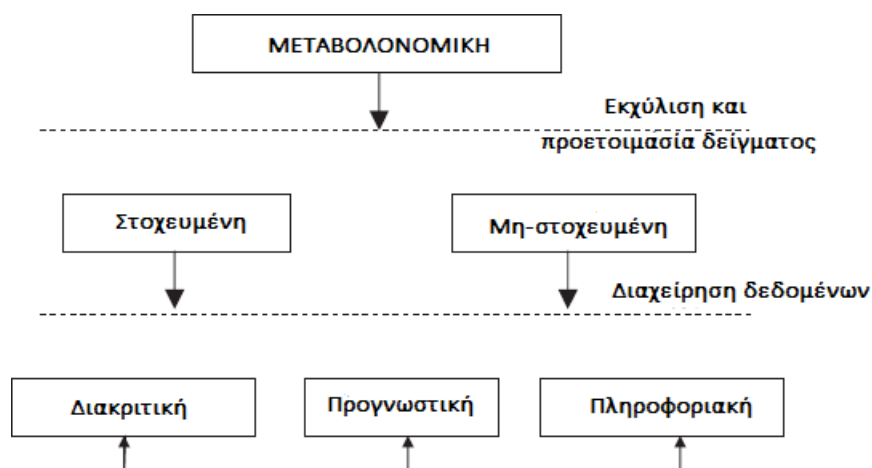 ΜΕΤΑΒΟΛΟΝΟΜΙΚΗ
Εκχύλιση και
προετοιμασία δείγματος
Στοχευμένη
Μη-στοχευμένη
Διαχείρηση δεδομένων
Διακριτική
Προγνωστική
Πληροφοριακή